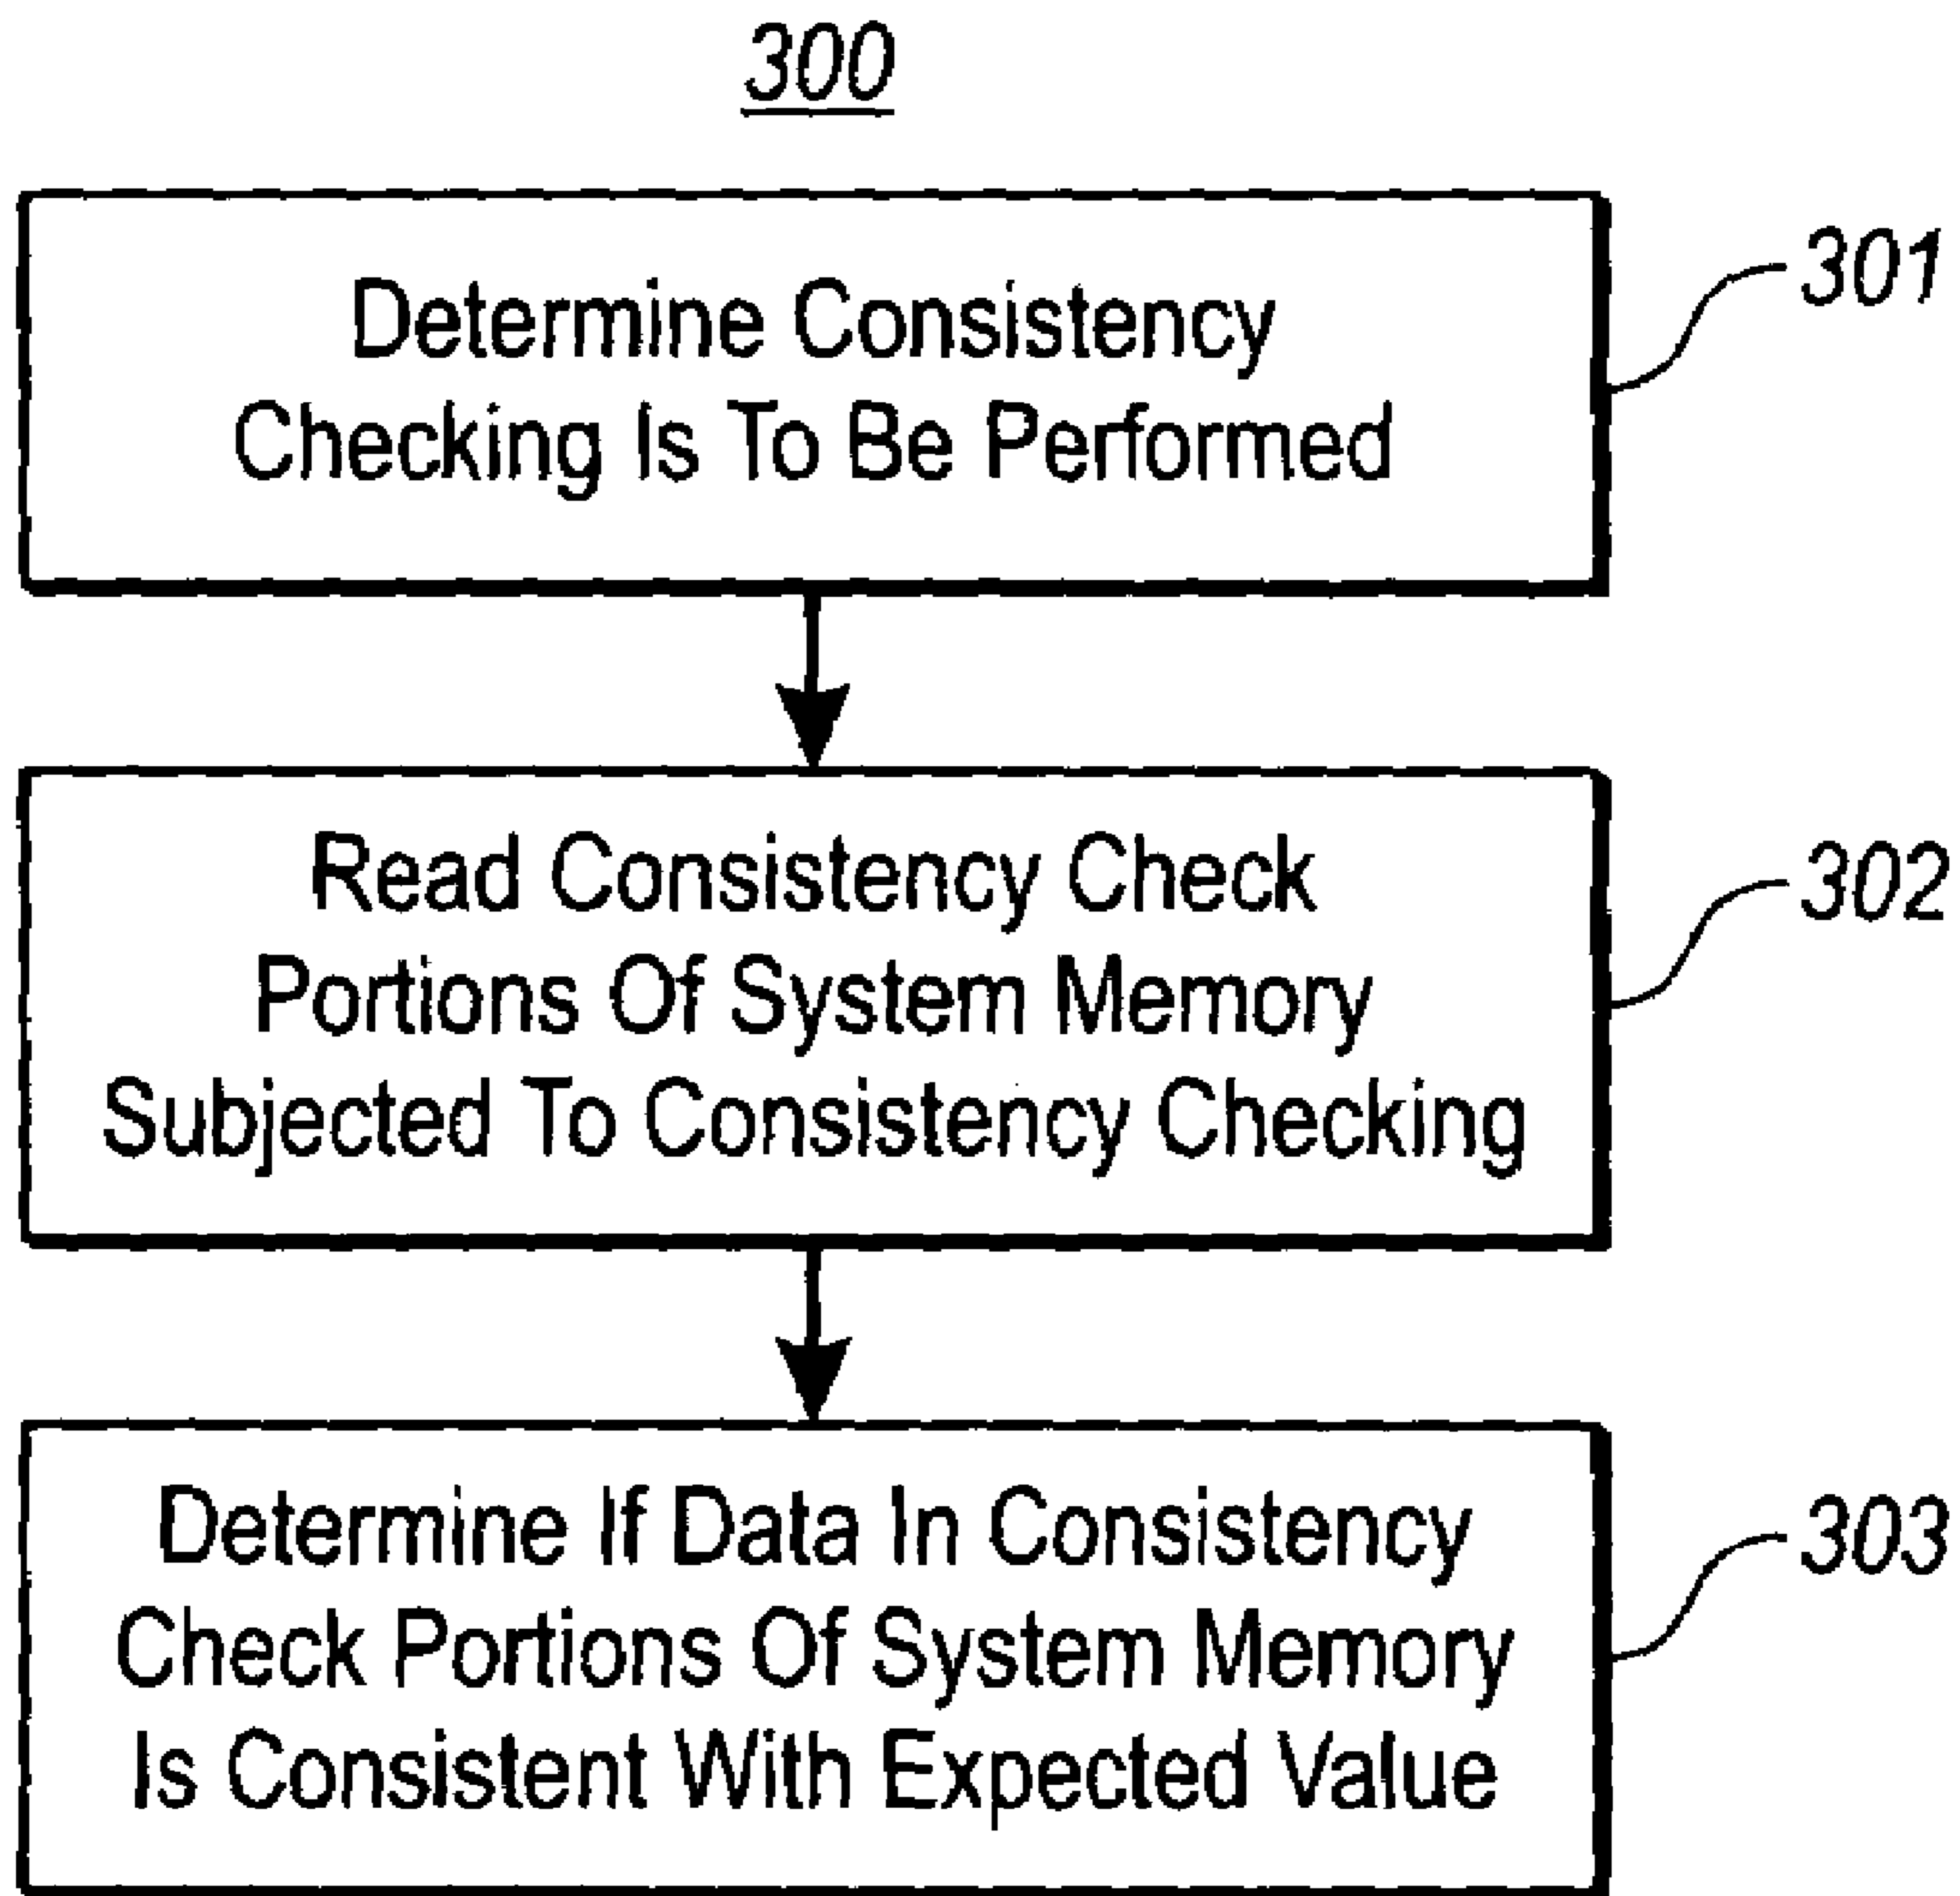 300
Determine Consistency
Checking Is To Be Performed
301
Read Consistency Check
Portions Of System Memory
Subjected To Consistency Checking
302
Determine If Data In Consistency
Check Portions Of System Memory
Is Consistent With Expected Value
303